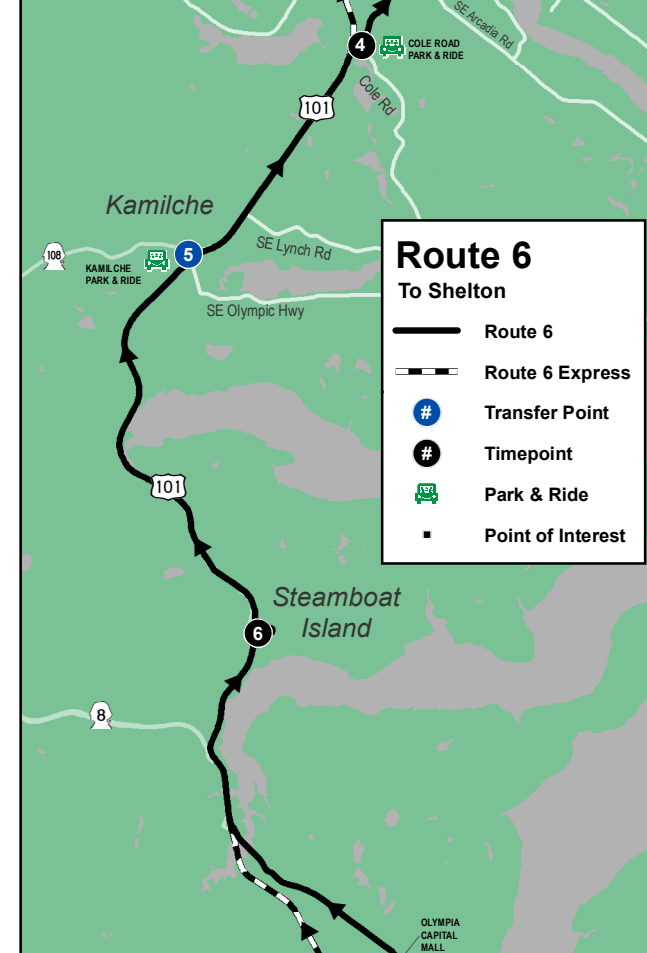 SE Arcadia Rd
4
COLE ROAD
PARK & RIDE
Cole Rd
101
Kamilche
108
5
KAMILCHE
PARK & RIDE
SE Lynch Rd
SE Olympic Hwy
Route 6
To Shelton
Route 6
Route 6 Express
# Transfer Point
# Timepoint
Park & Ride
Point of Interest
101
Steamboat
Island
6
8
OLYMPIA
CAPITAL
MALL